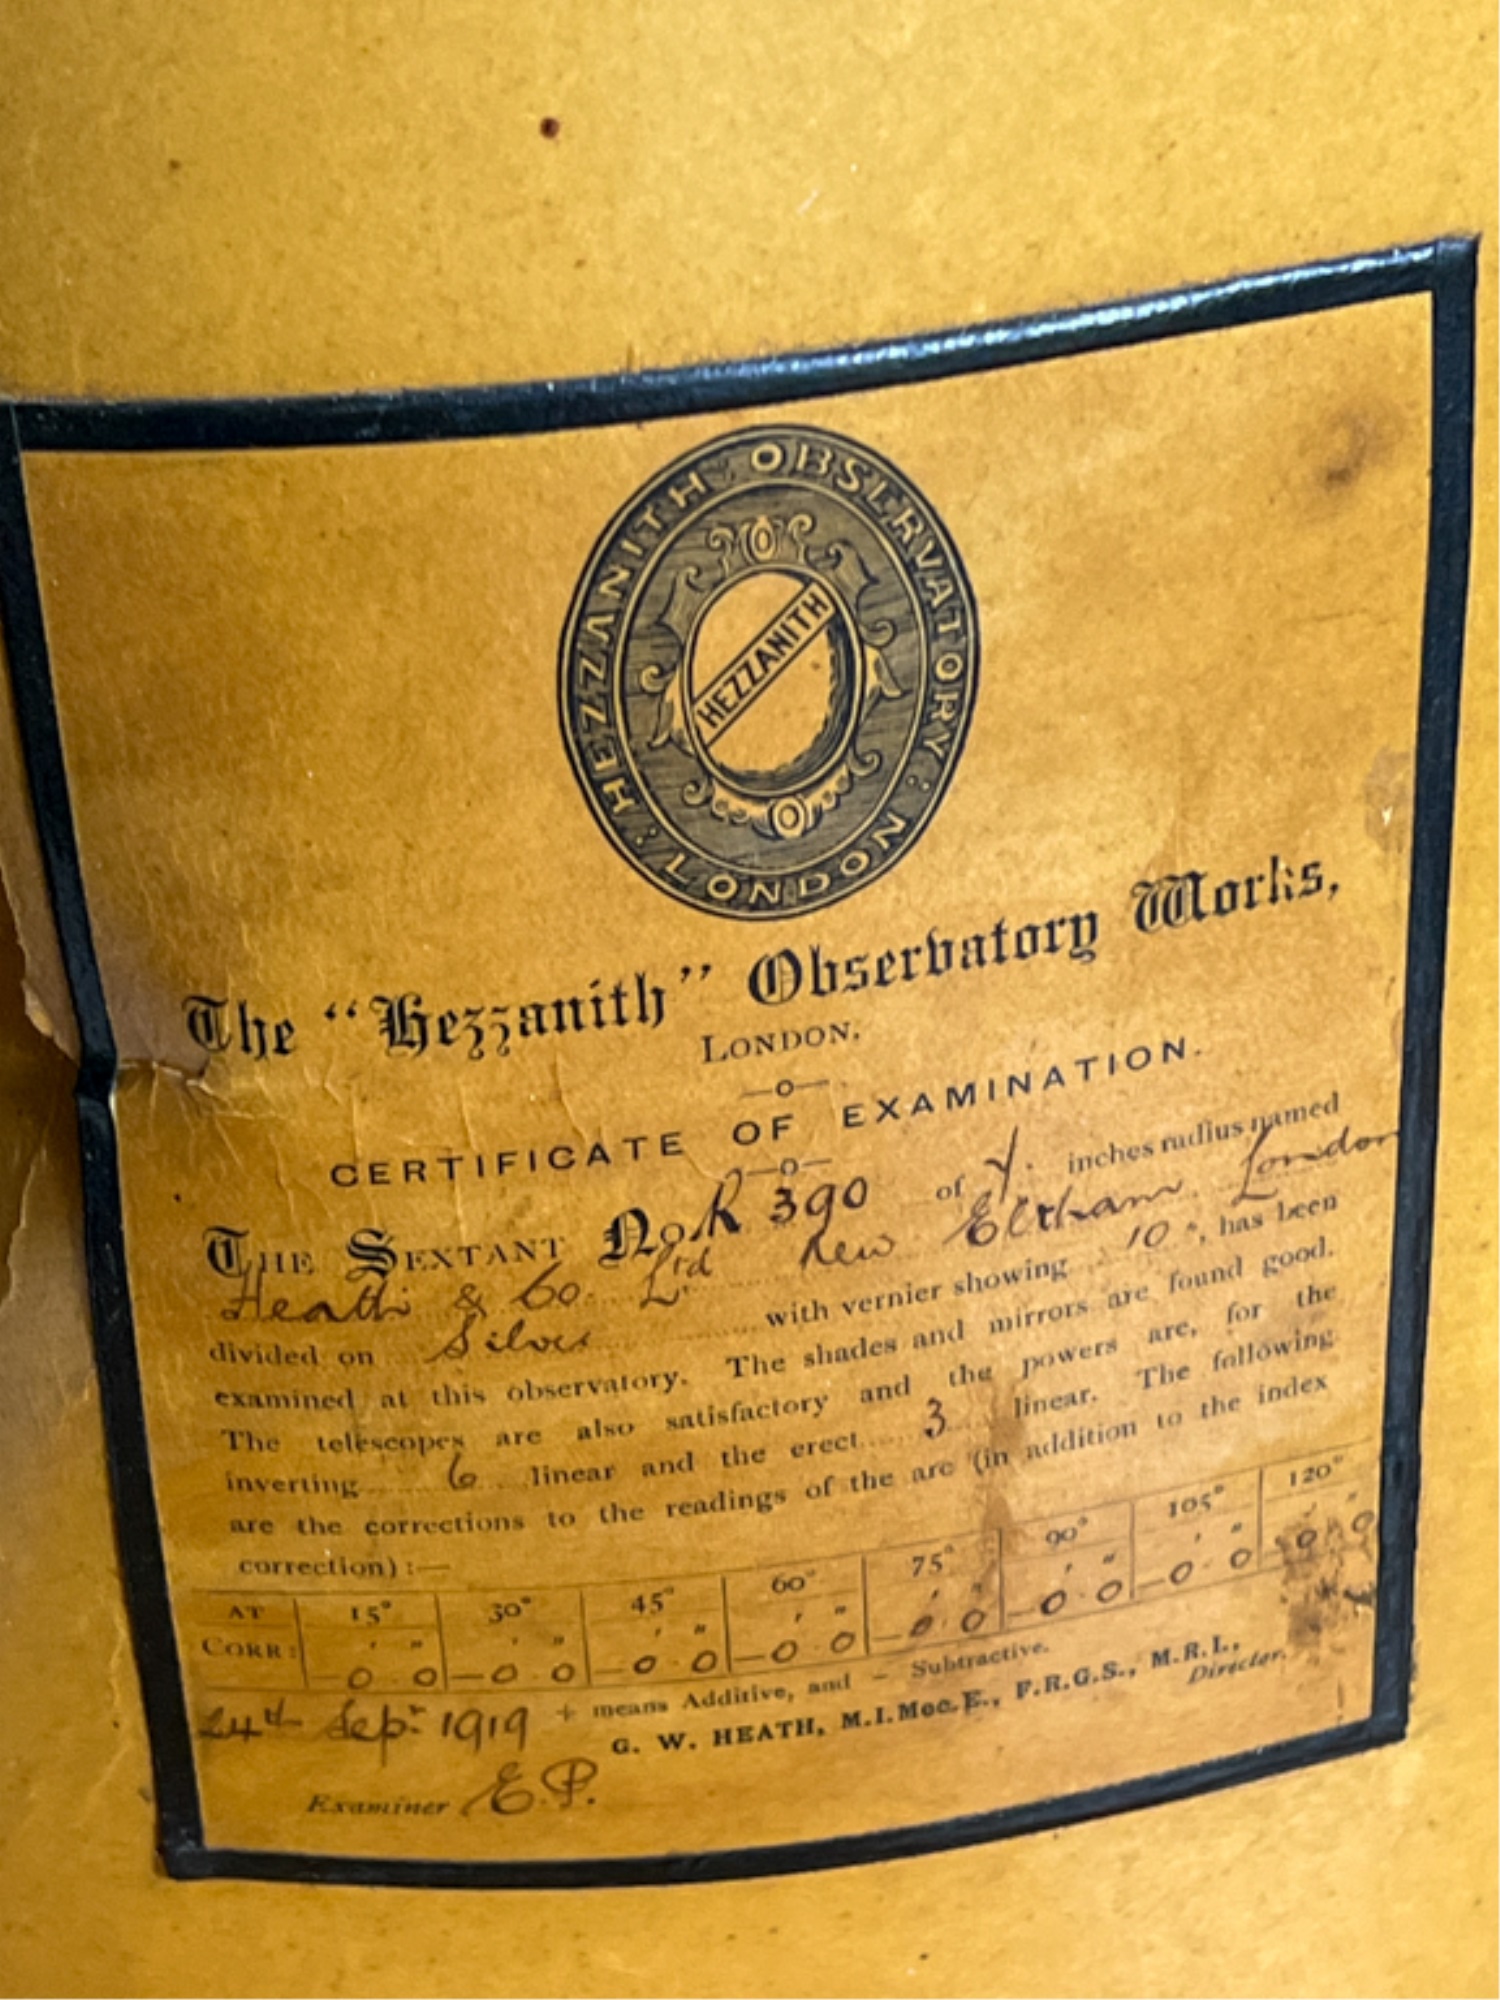 HEZZANITH OBSERVATORY : LONDON :
HEZZANITH
The "Hezzanith" Observatory Works,
LONDON.
CERTIFICATE OF EXAMINATION.
THE SEXTANT No. R 390 of 7. inches radius named
Heath & Co. Ltd New Eltham London
divided on Silver with vernier showing 10", has been
examined at this observatory. The shades and mirrors are found good.
The telescopes are also satisfactory and the powers are, for the
inverting 6 linear and the erect 3 linear. The following
are the corrections to the readings of the arc (in addition to the index
correction):—
AT 15° 30° 45° 60° 75° 90° 105° 120°
' " ' " ' " ' " ' " ' " ' " ' "
CORR: —0 0 —0 0 —0 0 —0 0 —0 0 —0 0 —0 0 —0 0
+ means Additive, and - Subtractive.
24th Sepr 1919 G. W. HEATH, M.I.Mec.E., F.R.G.S., M.R.I.,
Director.
Examiner E.P.